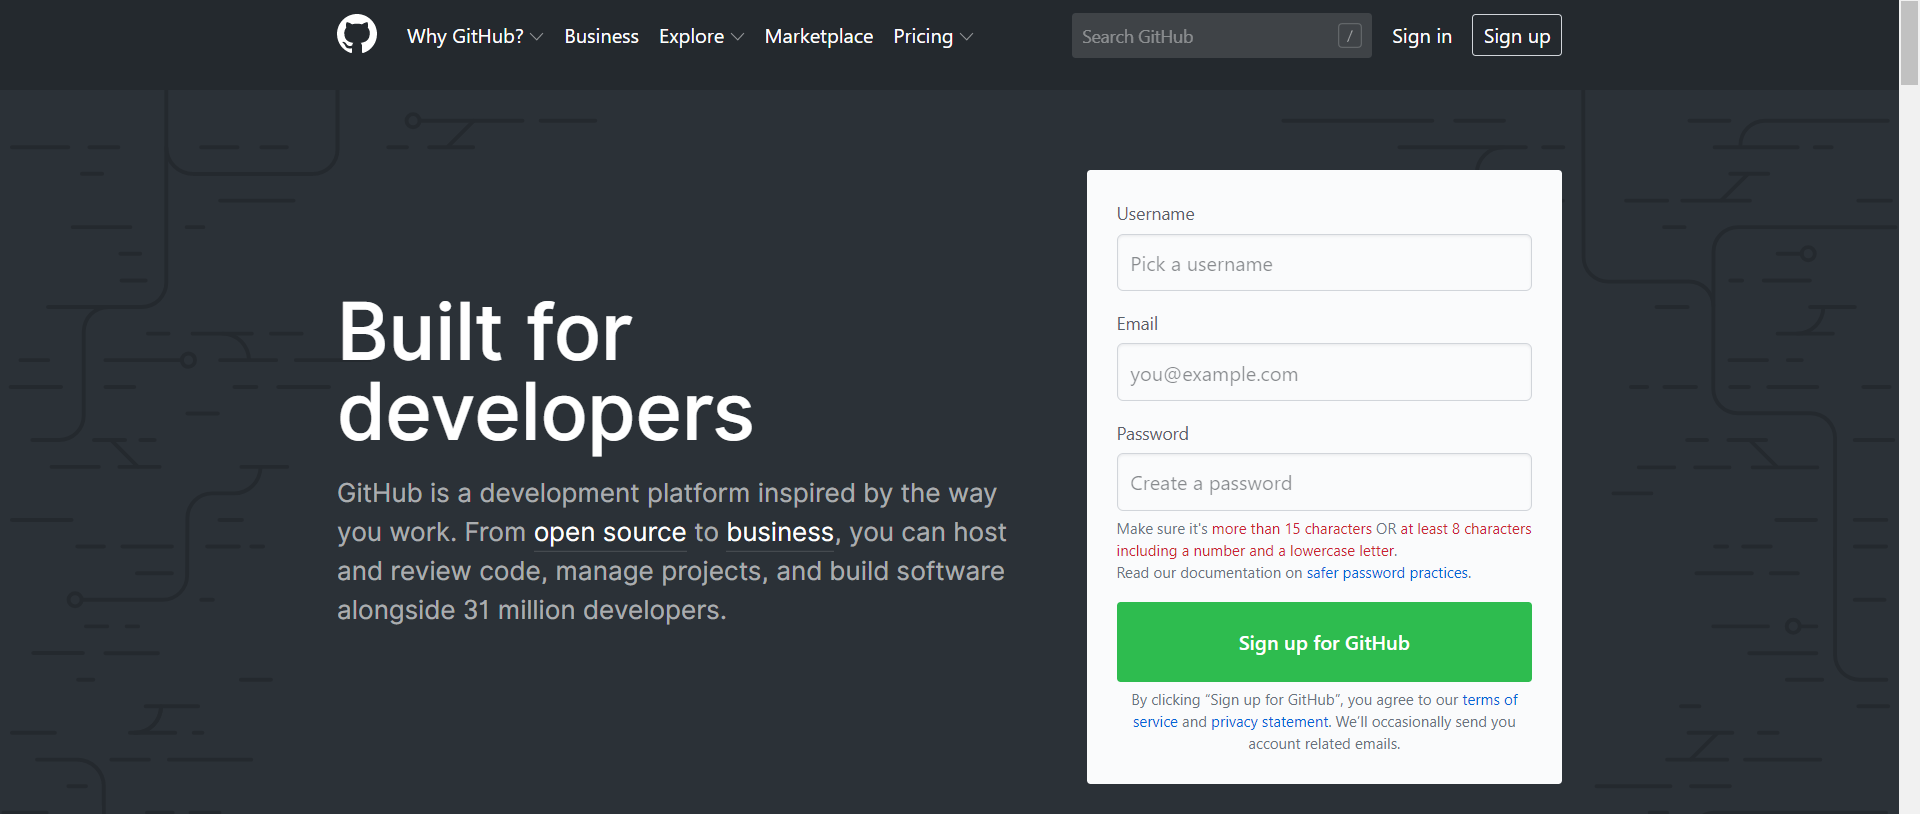 Why GitHub? Business Explore Marketplace Pricing Search GitHub / Sign in Sign up
Built for
developers
GitHub is a development platform inspired by the way
you work. From open source to business, you can host
and review code, manage projects, and build software
alongside 31 million developers.
Username
Pick a username
Email
you@example.com
Password
Create a password
Make sure it's more than 15 characters OR at least 8 characters
including a number and a lowercase letter.
Read our documentation on safer password practices.
Sign up for GitHub
By clicking “Sign up for GitHub”, you agree to our terms of
service and privacy statement. We’ll occasionally send you
account related emails.